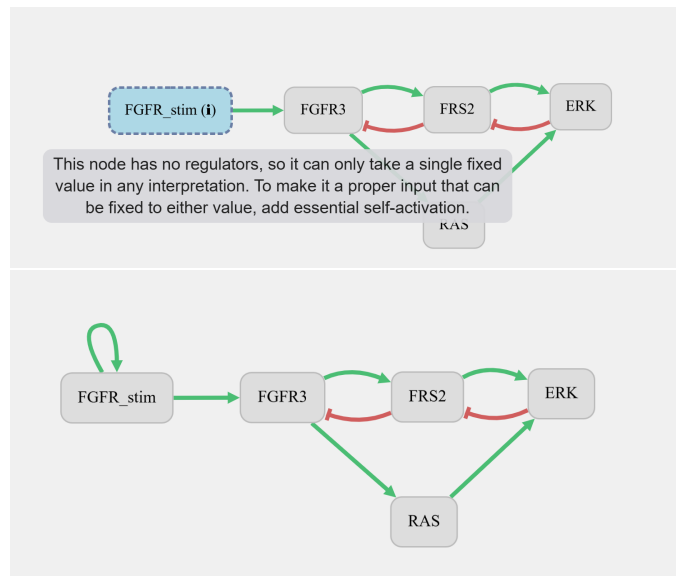 FGFR_stim (i)
FGFR3
FRS2
ERK
This node has no regulators, so it can only take a single fixed
value in any interpretation. To make it a proper input that can
be fixed to either value, add essential self-activation.
RAS
FGFR_stim
FGFR3
FRS2
ERK
RAS